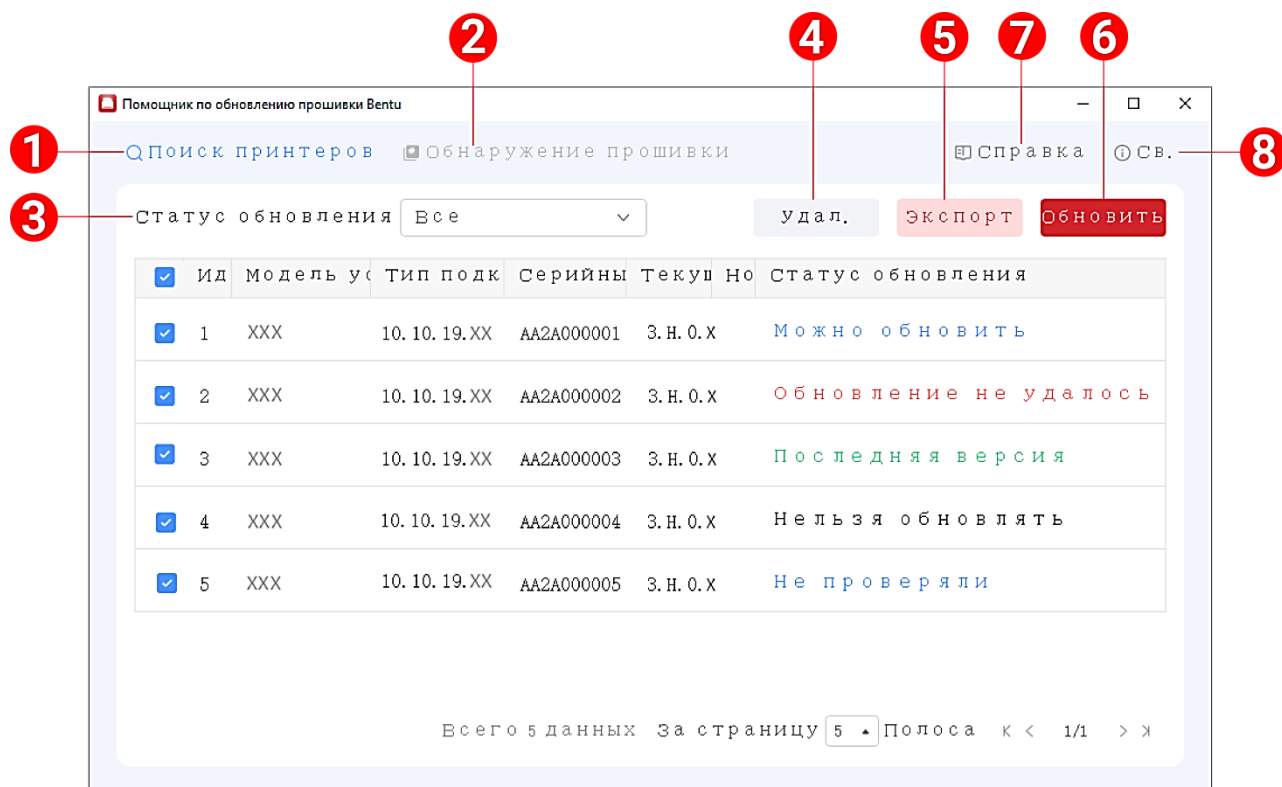 2 4 5 7 6
Помощник по обновлению прошивки Bentu
1 Поиск принтеров Обнаружение прошивки Справка Св. 8
3 Статус обновления Все Удал. Экспорт Обновить
Ид Модель ус Тип подк Серийны Текущ Но Статус обновления
1 XXX 10.10.19.XX AA2A000001 3.H.0.X Можно обновить
2 XXX 10.10.19.XX AA2A000002 3.H.0.X Обновление не удалось
3 XXX 10.10.19.XX AA2A000003 3.H.0.X Последняя версия
4 XXX 10.10.19.XX AA2A000004 3.H.0.X Нельзя обновлять
5 XXX 10.10.19.XX AA2A000005 3.H.0.X Не проверяли
Всего 5 данных За страницу 5 Полоса 1/1